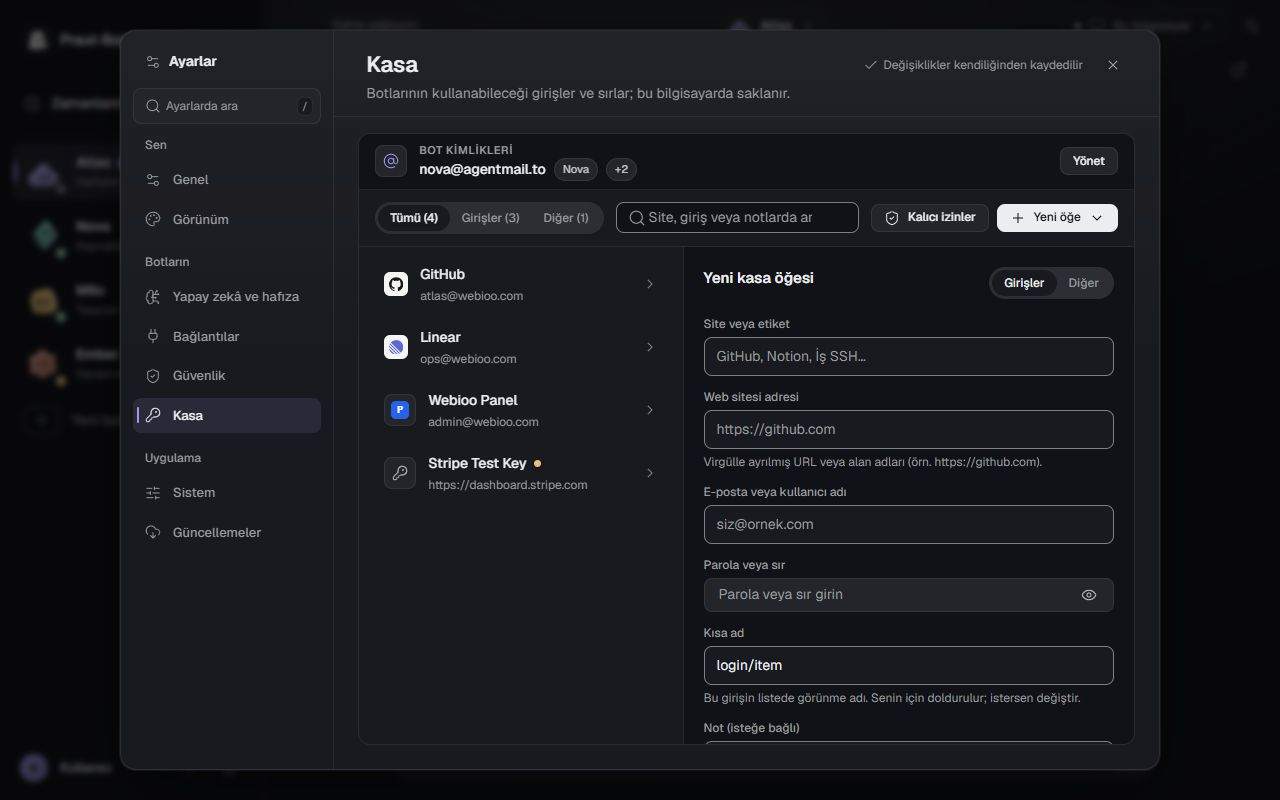 Ayarlar
Ayarlarda ara
/
Sen
Genel
Görünüm
Botların
Yapay zekâ ve hafıza
Bağlantılar
Güvenlik
Kasa
Uygulama
Sistem
Güncellemeler
Kasa
Değişiklikler kendiliğinden kaydedilir
Botlarının kullanabileceği girişler ve sırlar; bu bilgisayarda saklanır.
BOT KİMLİKLERİ
nova@agentmail.to Nova +2
Yönet
Tümü (4) Girişler (3) Diğer (1)
Site, giriş veya notlarda ar
Kalıcı izinler
Yeni öğe
GitHub
atlas@webioo.com
Linear
ops@webioo.com
P
Webioo Panel
admin@webioo.com
Stripe Test Key
https://dashboard.stripe.com
Yeni kasa öğesi
Girişler Diğer
Site veya etiket
GitHub, Notion, İş SSH...
Web sitesi adresi
https://github.com
Virgülle ayrılmış URL veya alan adları (örn. https://github.com).
E-posta veya kullanıcı adı
siz@ornek.com
Parola veya sır
Parola veya sır girin
Kısa ad
login/item
Bu girişin listede görünme adı. Senin için doldurulur; istersen değiştir.
Not (isteğe bağlı)